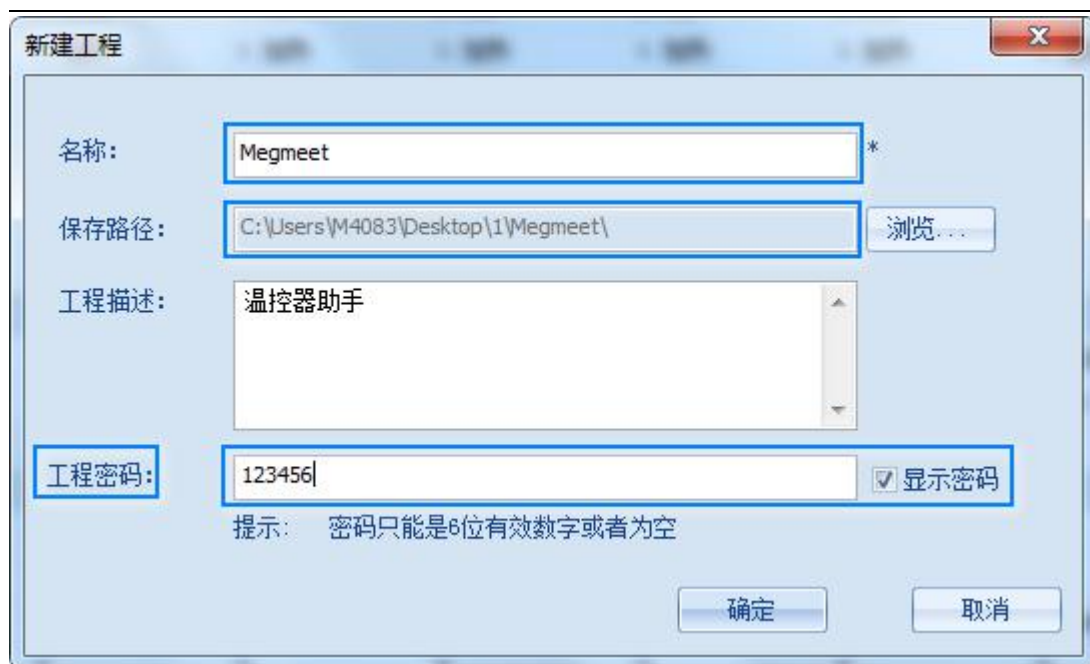 新建工程
名称: Megmeet *
保存路径: C:\Users\M4083\Desktop\1\Megmeet\ 浏览...
工程描述: 温控器助手
工程密码: 123456 显示密码
提示: 密码只能是6位有效数字或者为空
确定 取消